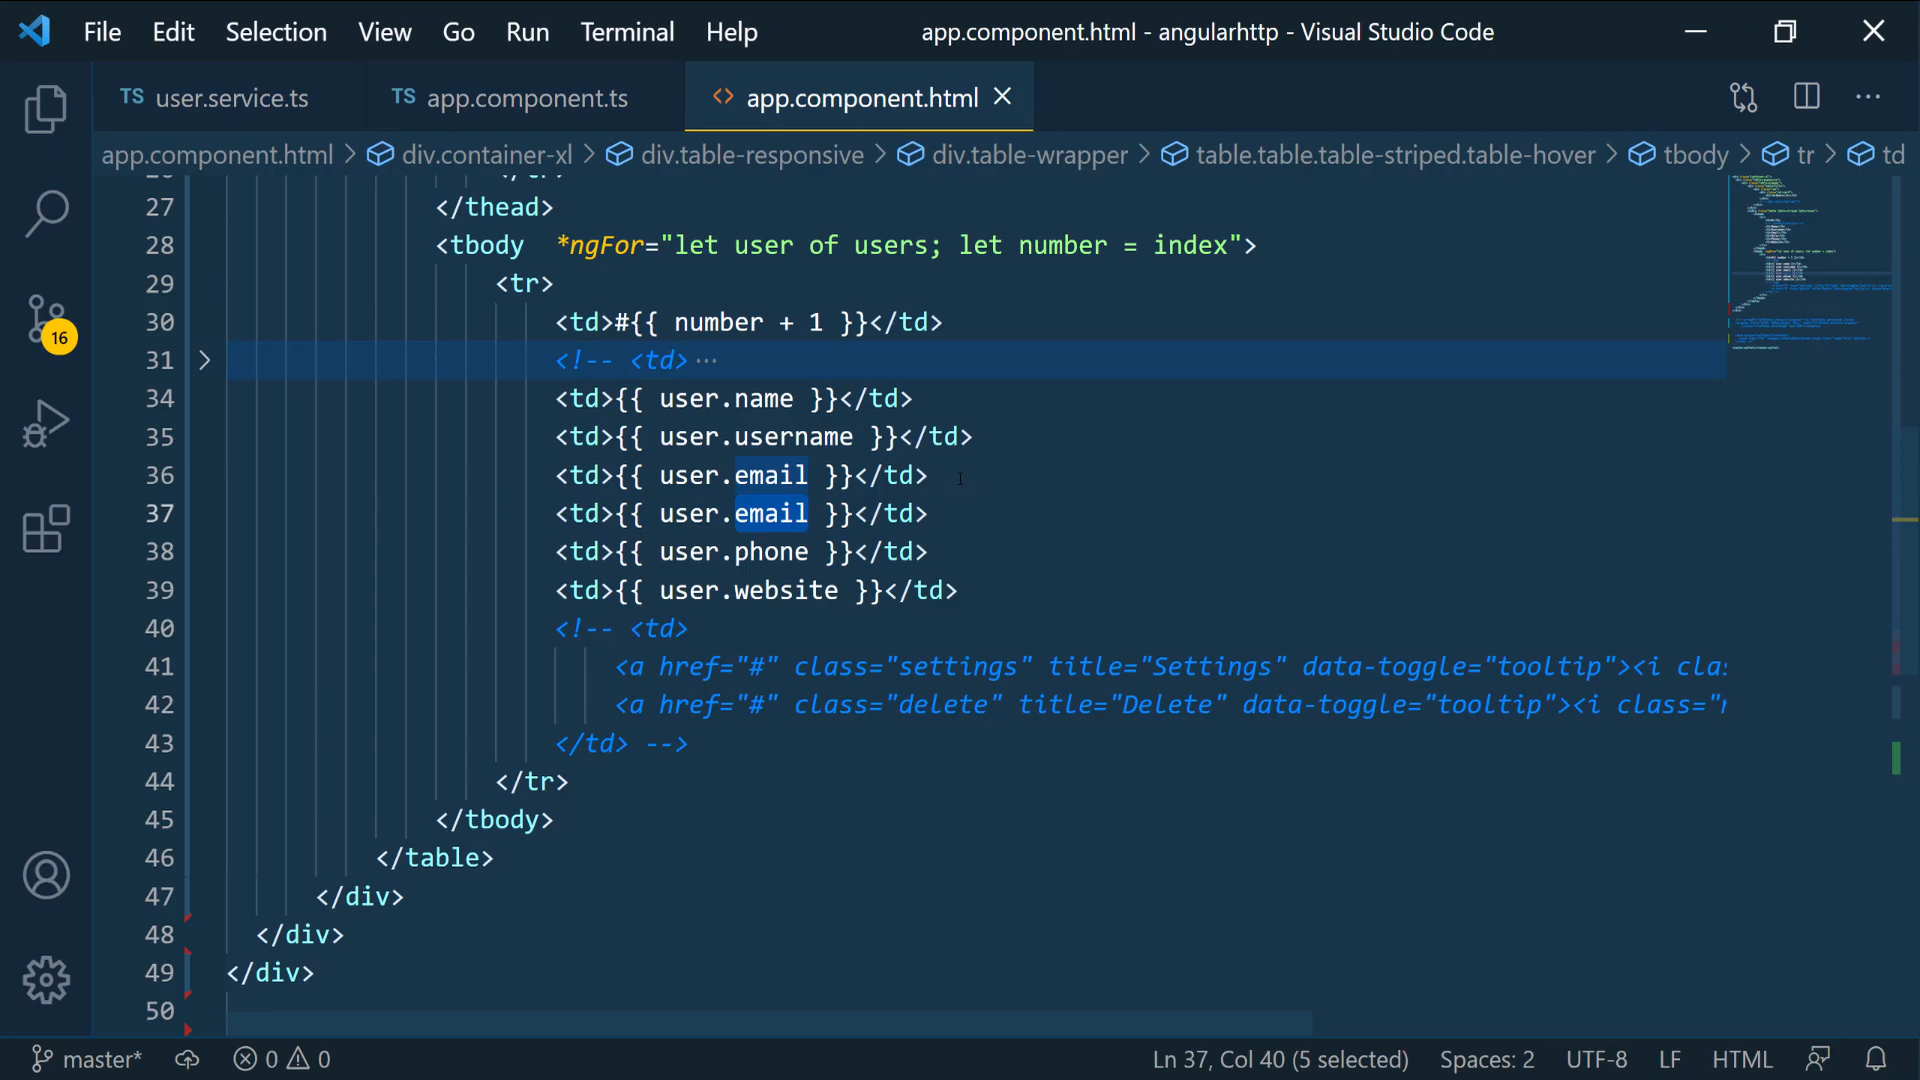 File Edit Selection View Go Run Terminal Help app.component.html - angularhttp - Visual Studio Code
TS user.service.ts TS app.component.ts <> app.component.html
app.component.html > div.container-xl > div.table-responsive > div.table-wrapper > table.table.table-striped.table-hover > tbody > tr > td
27 </thead>
28 <tbody  *ngFor="let user of users; let number = index">
29 <tr>
30 <td>#{{ number + 1 }}</td>
31 <!-- <td> ...
34 <td>{{ user.name }}</td>
35 <td>{{ user.username }}</td>
36 <td>{{ user.email }}</td>
37 <td>{{ user.email }}</td>
38 <td>{{ user.phone }}</td>
39 <td>{{ user.website }}</td>
40 <!-- <td>
41 <a href="#" class="settings" title="Settings" data-toggle="tooltip"><i clas
42 <a href="#" class="delete" title="Delete" data-toggle="tooltip"><i class="
43 </td> -->
44 </tr>
45 </tbody>
46 </table>
47 </div>
48 </div>
49 </div>
50
16
master* 0 0 Ln 37, Col 40 (5 selected) Spaces: 2 UTF-8 LF HTML